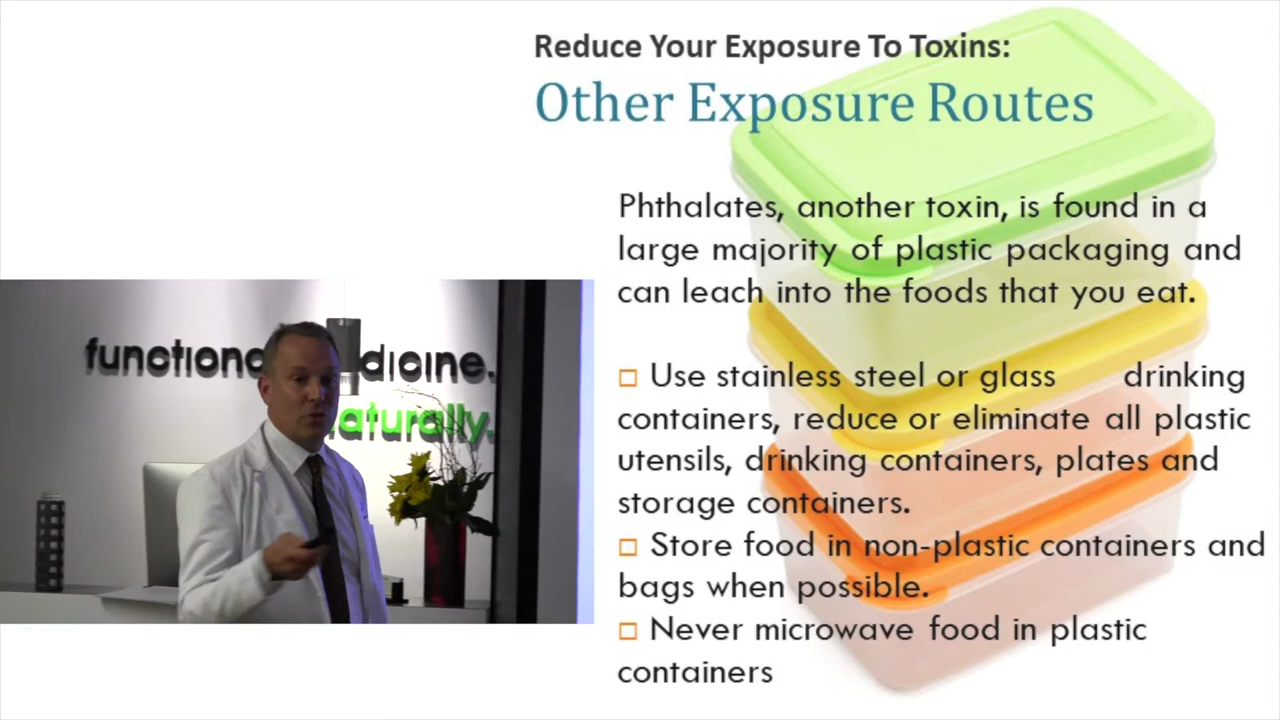 Reduce Your Exposure To Toxins:
Other Exposure Routes
Phthalates, another toxin, is found in a
large majority of plastic packaging and
can leach into the foods that you eat.
Use stainless steel or glass drinking
containers, reduce or eliminate all plastic
utensils, drinking containers, plates and
storage containers.
Store food in non-plastic containers and
bags when possible.
Never microwave food in plastic
containers
functiona dicine.
aturally.